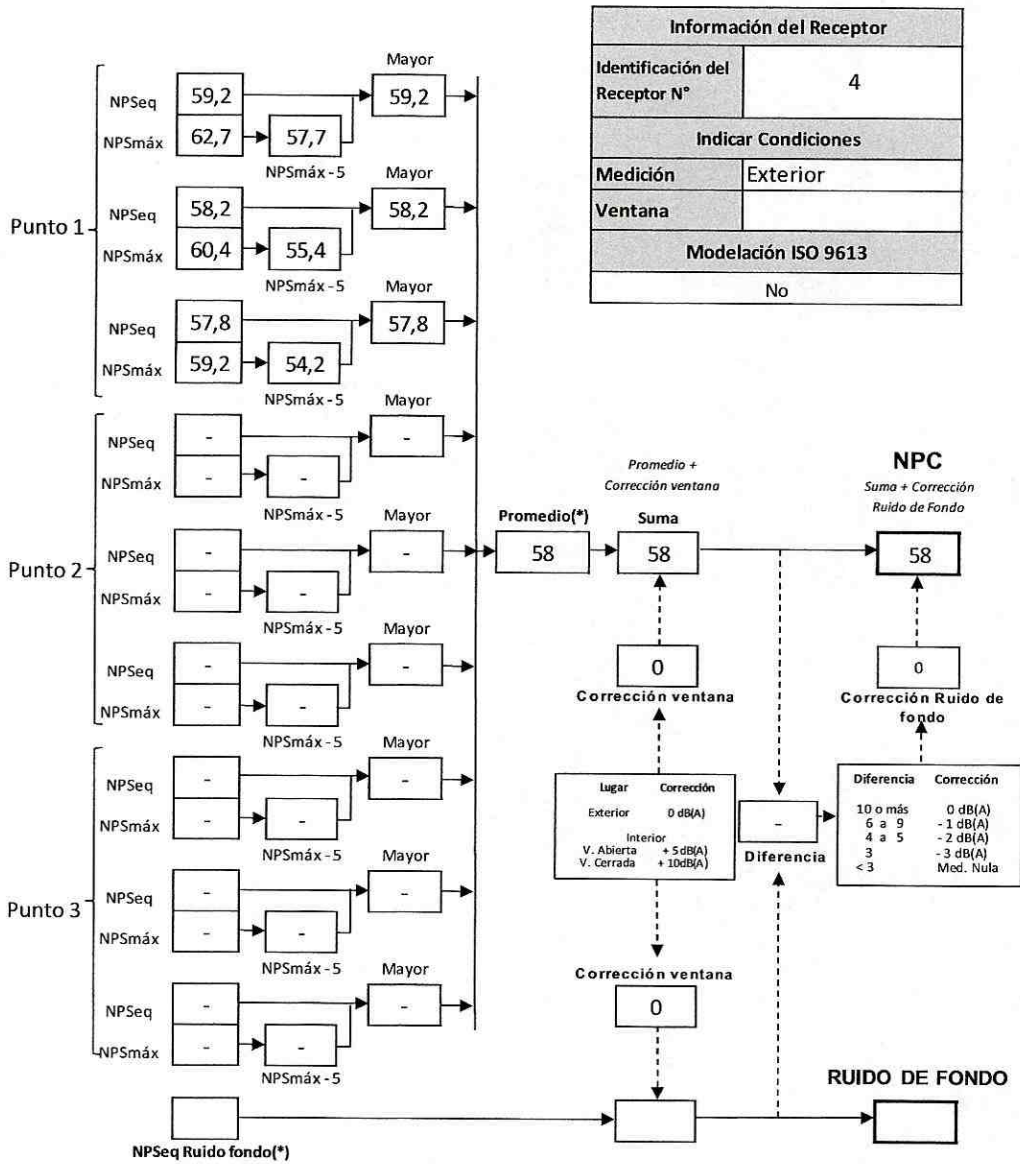 Información del Receptor
Identificación del Receptor N° 4
Indicar Condiciones
Medición Exterior
Ventana
Modelación ISO 9613
No
Punto 1
Mayor
NPSeq 59,2 59,2
NPSmáx 62,7 57,7
NPSmáx - 5
Mayor
NPSeq 58,2 58,2
NPSmáx 60,4 55,4
NPSmáx - 5
Mayor
NPSeq 57,8 57,8
NPSmáx 59,2 54,2
NPSmáx - 5
Punto 2
Mayor
NPSeq - -
NPSmáx - -
NPSmáx - 5
Mayor
NPSeq - -
NPSmáx - -
NPSmáx - 5
Mayor
NPSeq - -
NPSmáx - -
NPSmáx - 5
Punto 3
Mayor
NPSeq - -
NPSmáx - -
NPSmáx - 5
Mayor
NPSeq - -
NPSmáx - -
NPSmáx - 5
Mayor
NPSeq - -
NPSmáx - -
NPSmáx - 5
NPSeq Ruido fondo(*)
Promedio(*)
58
Promedio +
Corrección ventana
Suma
58
0
Corrección ventana
Lugar Corrección
Exterior 0 dB(A)
Interior
V. Abierta + 5dB(A)
V. Cerrada + 10dB(A)
Corrección ventana
0
-
Diferencia
NPC
Suma + Corrección
Ruido de Fondo
58
0
Corrección Ruido de
fondo
Diferencia Corrección
10 o más 0 dB(A)
6 a 9 - 1 dB(A)
4 a 5 - 2 dB(A)
3 - 3 dB(A)
< 3 Med. Nula
RUIDO DE FONDO